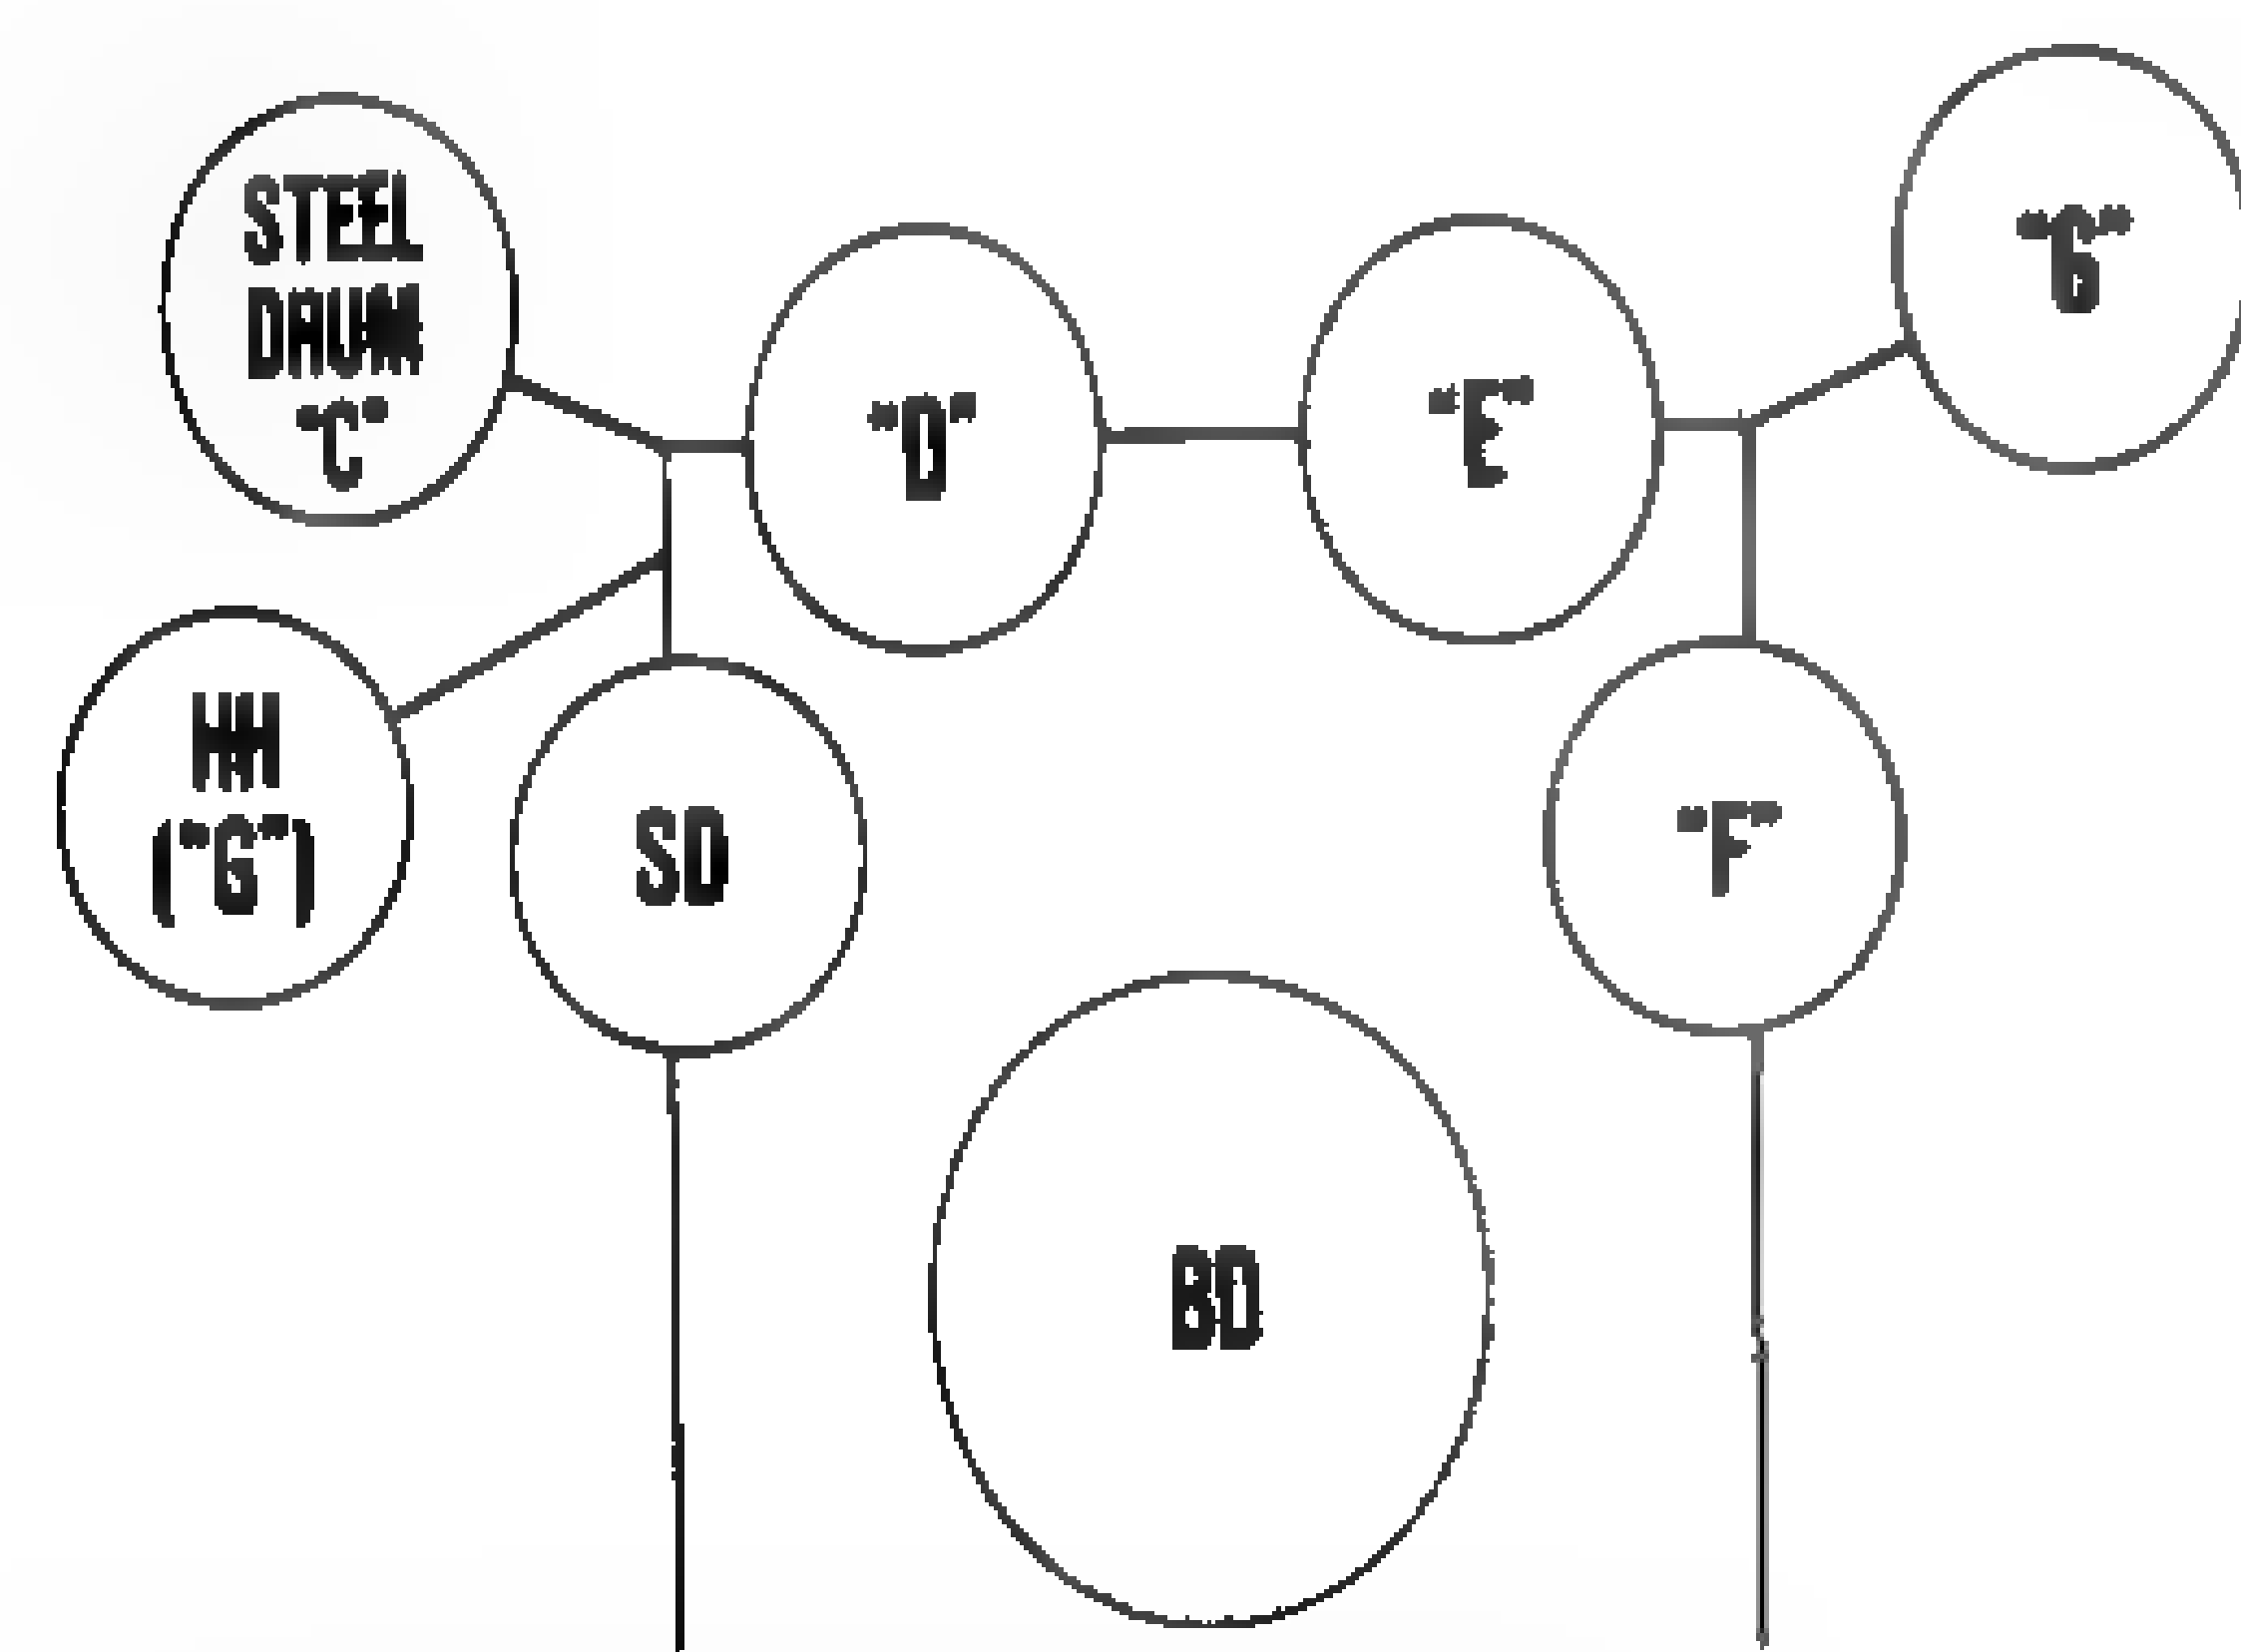 STEEL
DRUM
"C"
"D"
"E"
"G"
HH
("G")
SD
"F"
BD